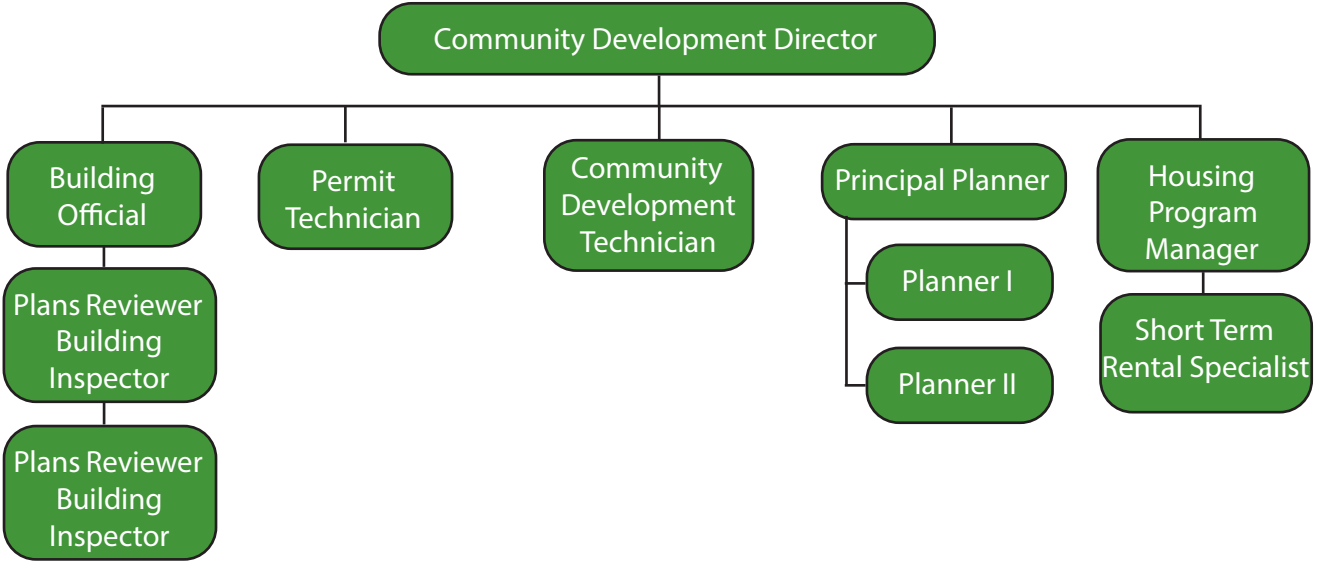 Community Development Director
Building
Official
Permit
Technician
Community
Development
Technician
Principal Planner
Housing
Program
Manager
Plans Reviewer
Building
Inspector
Planner I
Short Term
Rental Specialist
Planner II
Plans Reviewer
Building
Inspector